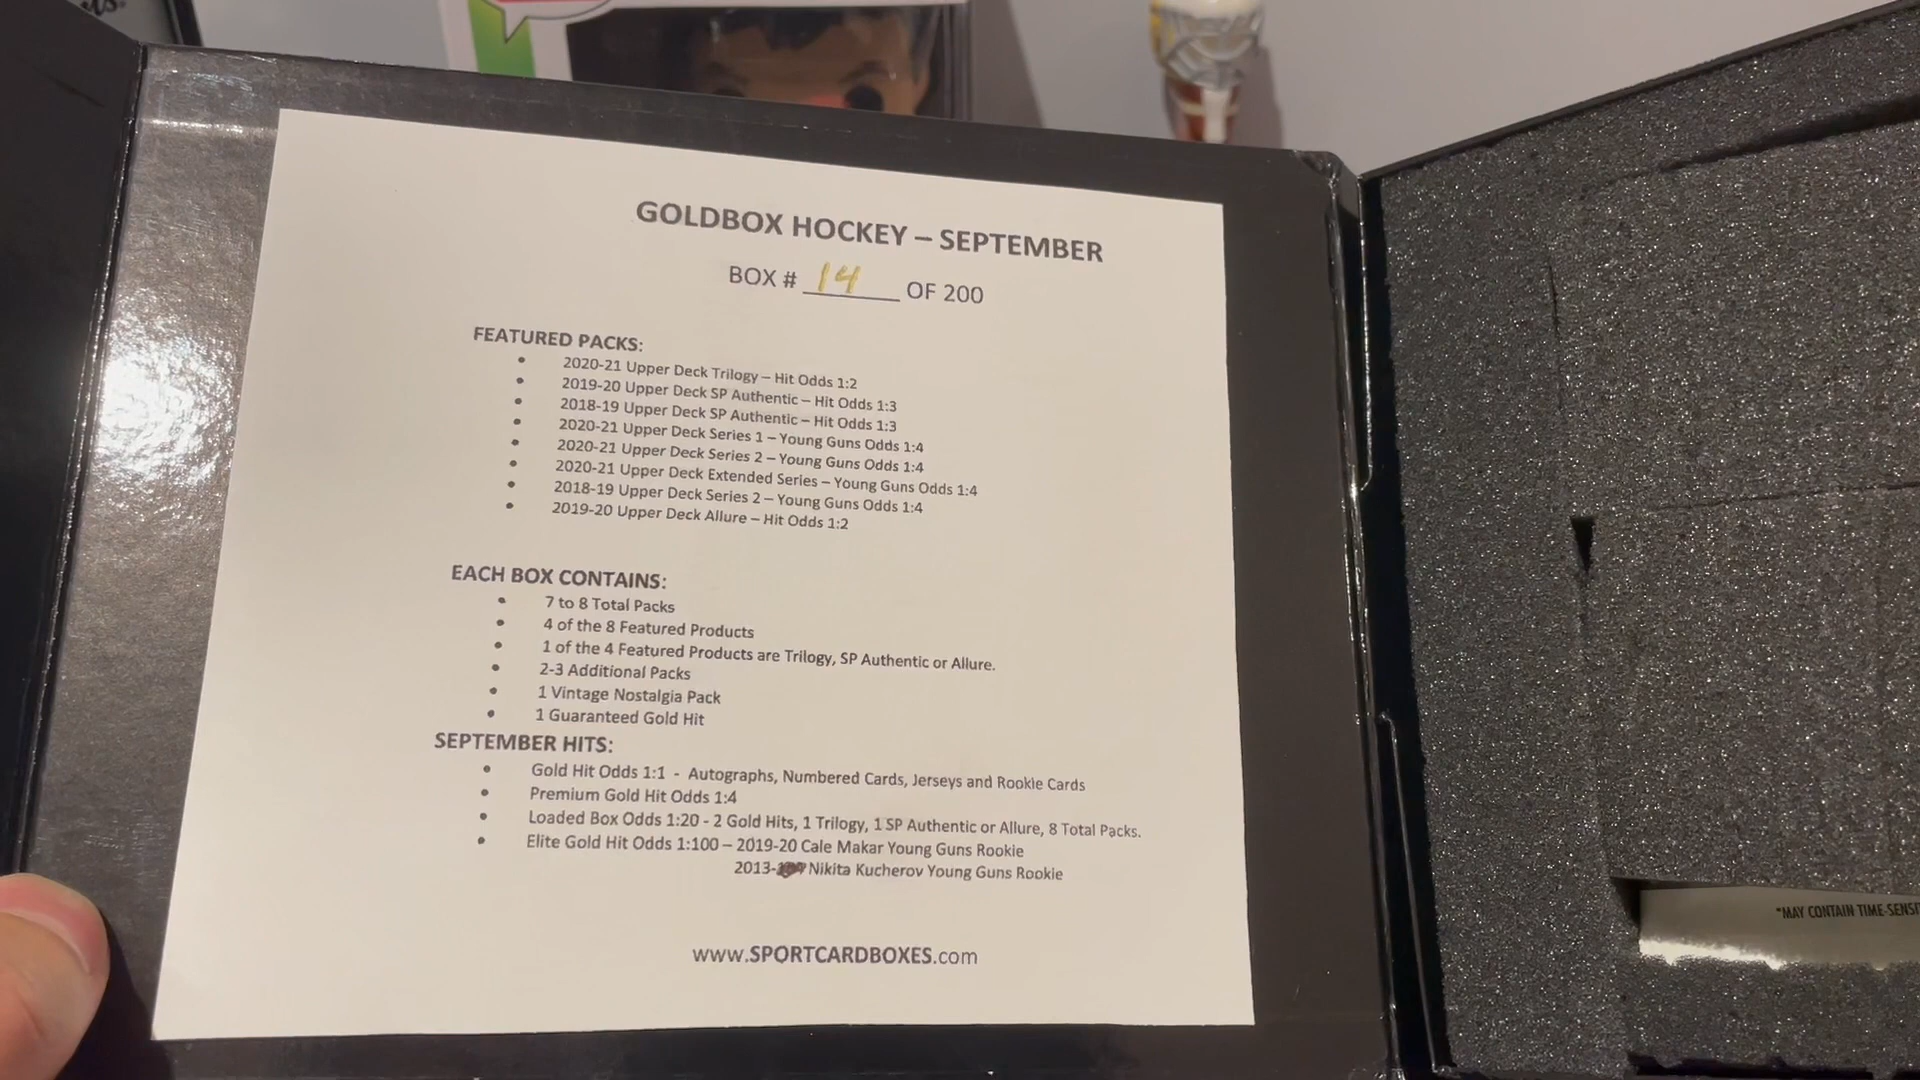 GOLDBOX HOCKEY – SEPTEMBER
BOX # 14 OF 200
FEATURED PACKS:
• 2020-21 Upper Deck Trilogy – Hit Odds 1:2
• 2019-20 Upper Deck SP Authentic – Hit Odds 1:3
• 2018-19 Upper Deck SP Authentic – Hit Odds 1:3
• 2020-21 Upper Deck Series 1 – Young Guns Odds 1:4
• 2020-21 Upper Deck Series 2 – Young Guns Odds 1:4
• 2020-21 Upper Deck Extended Series – Young Guns Odds 1:4
• 2018-19 Upper Deck Series 2 – Young Guns Odds 1:4
• 2019-20 Upper Deck Allure – Hit Odds 1:2
EACH BOX CONTAINS:
• 7 to 8 Total Packs
• 4 of the 8 Featured Products
• 1 of the 4 Featured Products are Trilogy, SP Authentic or Allure.
• 2-3 Additional Packs
• 1 Vintage Nostalgia Pack
• 1 Guaranteed Gold Hit
SEPTEMBER HITS:
• Gold Hit Odds 1:1 - Autographs, Numbered Cards, Jerseys and Rookie Cards
• Premium Gold Hit Odds 1:4
• Loaded Box Odds 1:20 - 2 Gold Hits, 1 Trilogy, 1 SP Authentic or Allure, 8 Total Packs.
• Elite Gold Hit Odds 1:100 – 2019-20 Cale Makar Young Guns Rookie
2013- Nikita Kucherov Young Guns Rookie
www.SPORTCARDBOXES.com
*MAY CONTAIN TIME-SENSI